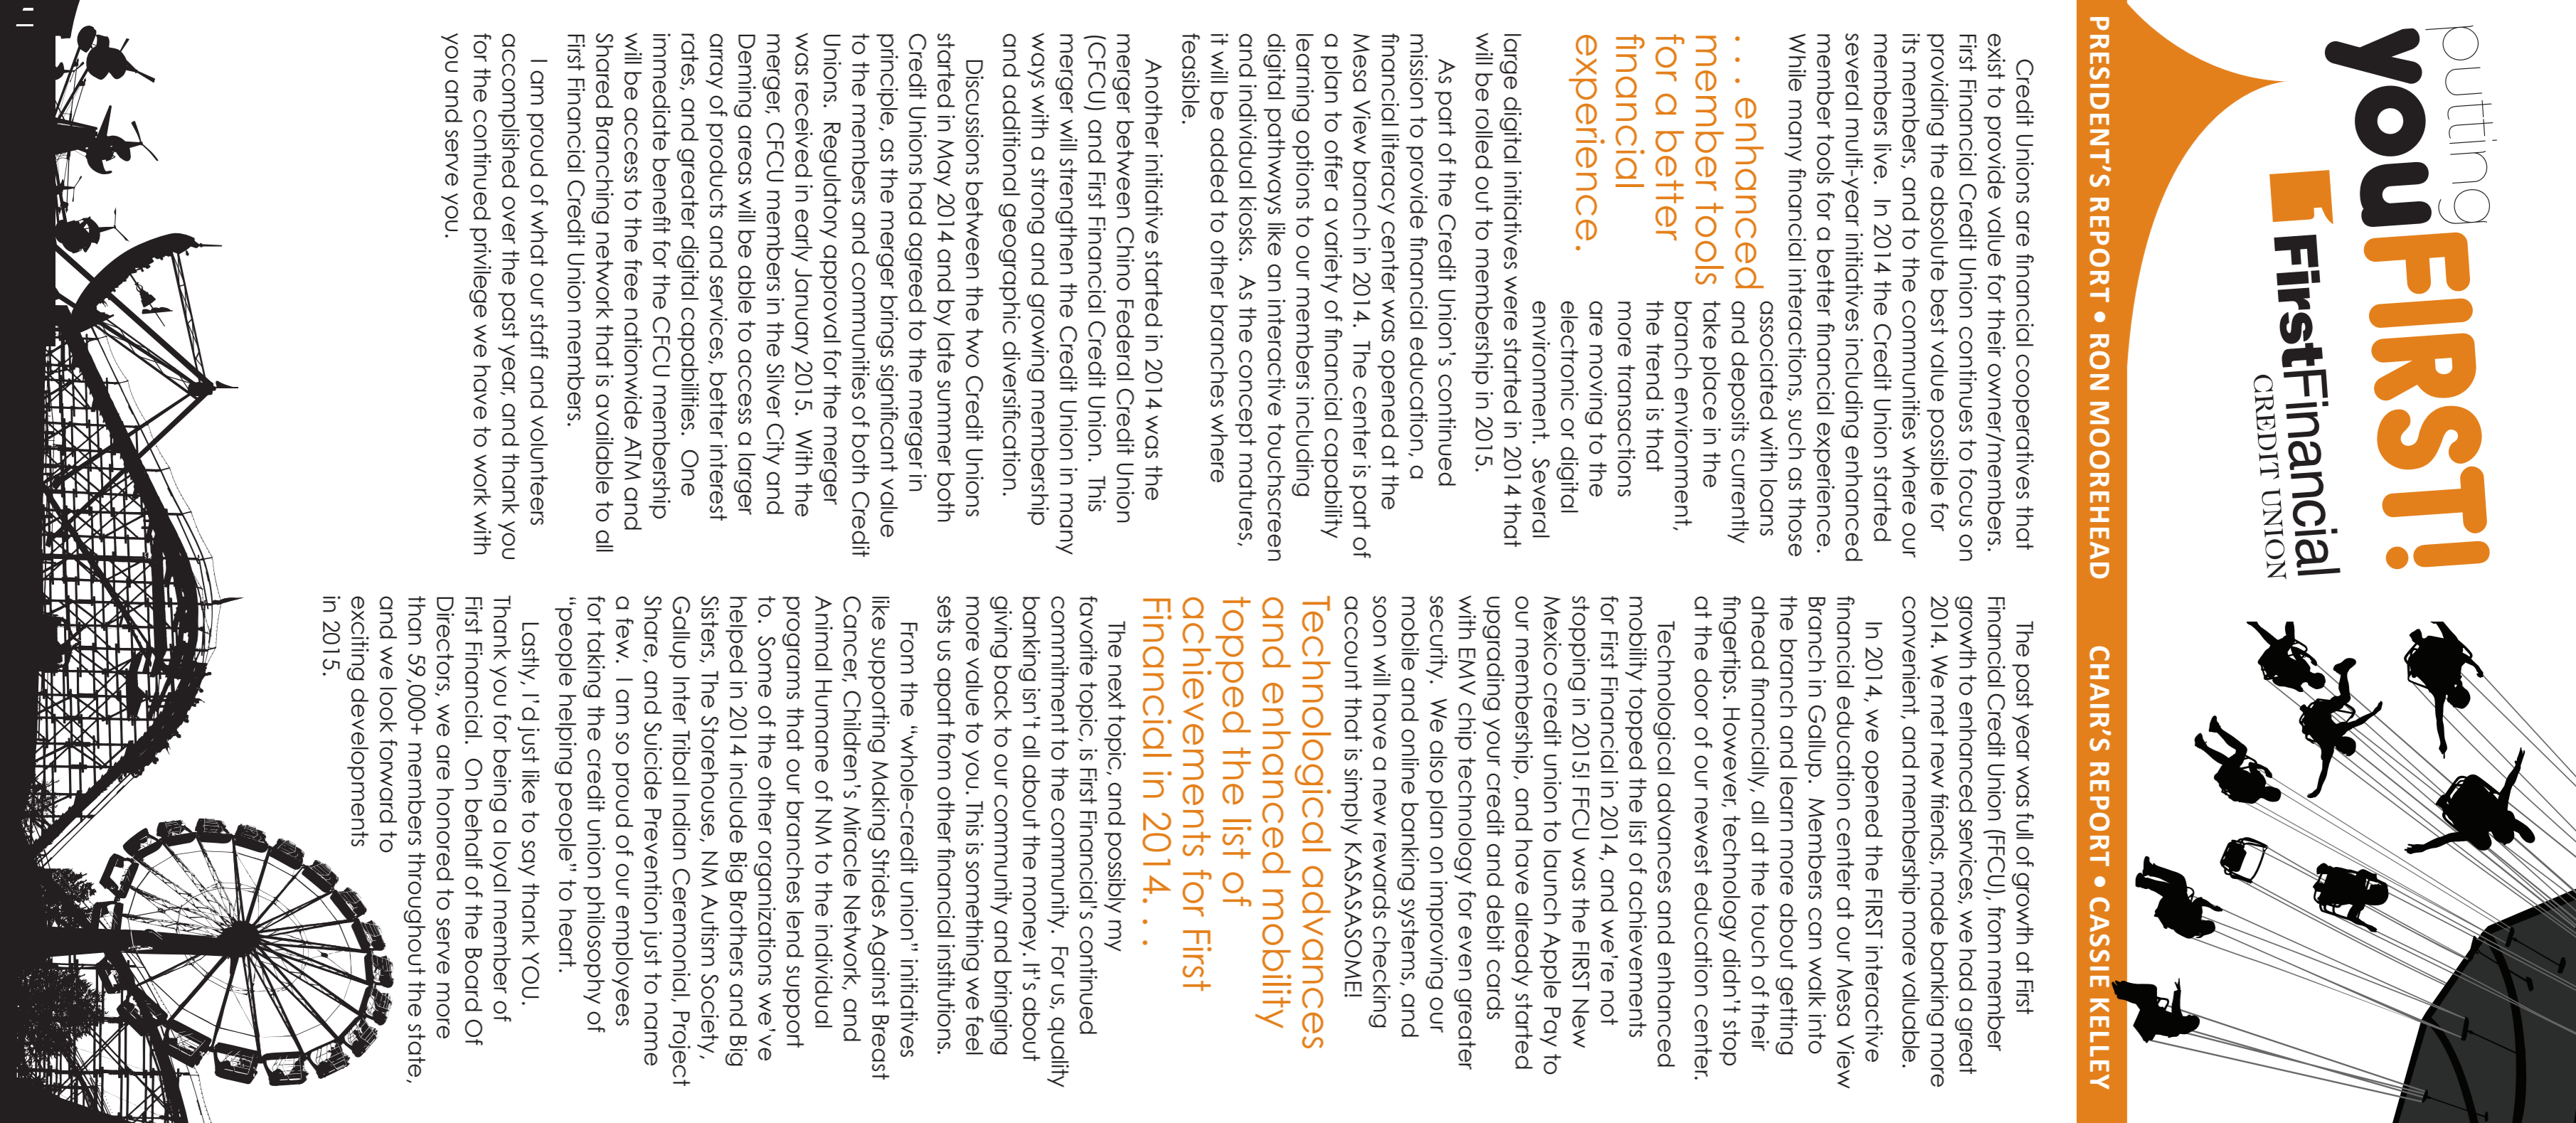 putting
youFIRST!
FirstFinancial
CREDIT UNION
PRESIDENT'S REPORT • RON MOOREHEAD
CHAIR'S REPORT • CASSIE KELLEY
Credit Unions are financial cooperatives that
exist to provide value for their owner/members.
First Financial Credit Union continues to focus on
providing the absolute best value possible for
its members, and to the communities where our
members live.  In 2014 the Credit Union started
several multi-year initiatives including enhanced
member tools for a better financial experience.
While many financial interactions, such as those
associated with loans
and deposits currently
take place in the
branch environment,
the trend is that
more transactions
are moving to the
electronic or digital
environment.  Several
. . . enhanced
member tools
for a better
financial
experience.
large digital initiatives were started in 2014 that
will be rolled out to membership in 2015.
As part of the Credit Union's continued
mission to provide financial education, a
financial literacy center was opened at the
Mesa View branch in 2014.  The center is part of
a plan to offer a variety of financial capability
learning options to our members including
digital pathways like an interactive touchscreen
and individual kiosks.  As the concept matures,
it will be added to other branches where
feasible.
Another initiative started in 2014 was the
merger between Chino Federal Credit Union
(CFCU) and First Financial Credit Union.  This
merger will strengthen the Credit Union in many
ways with a strong and growing membership
and additional geographic diversification.
Discussions between the two Credit Unions
started in May 2014 and by late summer both
Credit Unions had agreed to the merger in
principle, as the merger brings significant value
to the members and communities of both Credit
Unions.  Regulatory approval for the merger
was received in early January 2015.  With the
merger, CFCU members in the Silver City and
Deming areas will be able to access a larger
array of products and services, better interest
rates, and greater digital capabilities.  One
immediate benefit for the CFCU membership
will be access to the free nationwide ATM and
Shared Branching network that is available to all
First Financial Credit Union members.
I am proud of what our staff and volunteers
accomplished over the past year, and thank you
for the continued privilege we have to work with
you and serve you.
The past year was full of growth at First
Financial Credit Union (FFCU), from member
growth to enhanced services, we had a great
2014. We met new friends, made banking more
convenient, and membership more valuable.
In 2014, we opened the FIRST interactive
financial education center at our Mesa View
Branch in Gallup.  Members can walk into
the branch and learn more about getting
ahead financially, all at the touch of their
fingertips. However, technology didn't stop
at the door of our newest education center.
Technological advances and enhanced
mobility topped the list of achievements
for First Financial in 2014, and we're not
stopping in 2015! FFCU was the FIRST New
Mexico credit union to launch Apple Pay to
our membership, and have already started
upgrading your credit and debit cards
with EMV chip technology for even greater
security.  We also plan on improving our
mobile and online banking systems, and
soon will have a new rewards checking
account that is simply KASASASOME!
Technological advances
and enhanced mobility
topped the list of
achievements for First
Financial in 2014. . .
The next topic, and possibly my
favorite topic, is First Financial's continued
commitment to the community.  For us, quality
banking isn't all about the money. It's about
giving back to our community and bringing
more value to you. This is something we feel
sets us apart from other financial institutions.
From the "whole-credit union" initiatives
like supporting Making Strides Against Breast
Cancer, Children's Miracle Network, and
Animal Humane of NM to the individual
programs that our branches lend support
to.  Some of the other organizations we've
helped in 2014 include Big Brothers and Big
Sisters, The Storehouse, NM Autism Society,
Gallup Inter Tribal Indian Ceremonial, Project
Share, and Suicide Prevention just to name
a few.  I am so proud of our employees
for taking the credit union philosophy of
"people helping people" to heart.
Lastly, I'd just like to say thank YOU.
Thank you for being a loyal member of
First Financial.  On behalf of the Board Of
Directors, we are honored to serve more
than 59,000+ members throughout the state,
and we look forward to
exciting developments
in 2015.